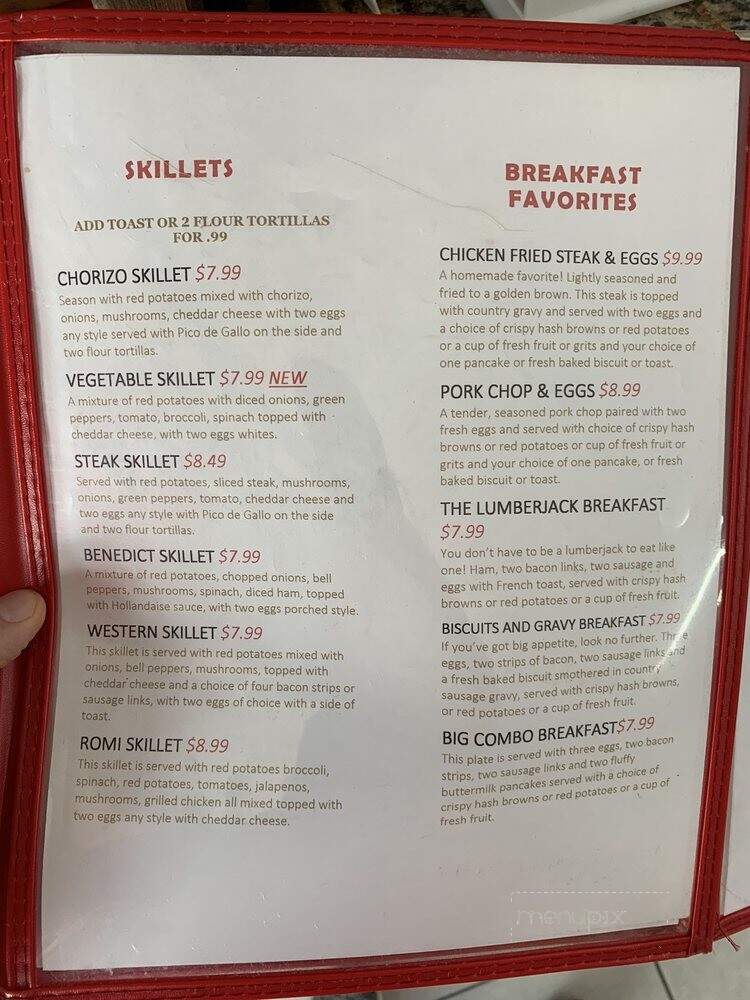 SKILLETS
ADD TOAST OR 2 FLOUR TORTILLAS
FOR .99
CHORIZO SKILLET $7.99
Season with red potatoes mixed with chorizo,
onions, mushrooms, cheddar cheese with two eggs
any style served with Pico de Gallo on the side and
two flour tortillas.
VEGETABLE SKILLET $7.99 NEW
A mixture of red potatoes with diced onions, green
peppers, tomato, broccoli, spinach topped with
cheddar cheese, with two eggs whites.
STEAK SKILLET $8.49
Served with red potatoes, sliced steak, mushrooms,
onions, green peppers, tomato, cheddar cheese and
two eggs any style with Pico de Gallo on the side
and two flour tortillas.
BENEDICT SKILLET $7.99
A mixture of red potatoes, chopped onions, bell
peppers, mushrooms, spinach, diced ham, topped
with Hollandaise sauce, with two eggs porched style.
WESTERN SKILLET $7.99
This skillet is served with red potatoes mixed with
onions, bell peppers, mushrooms, topped with
cheddar cheese and a choice of four bacon strips or
sausage links, with two eggs of choice with a side of
toast.
ROMI SKILLET $8.99
This skillet is served with red potatoes broccoli,
spinach, red potatoes, tomatoes, jalapenos,
mushrooms, grilled chicken all mixed topped with
two eggs any style with cheddar cheese.
BREAKFAST
FAVORITES
CHICKEN FRIED STEAK & EGGS $9.99
A homemade favorite! Lightly seasoned and
fried to a golden brown. This steak is topped
with country gravy and served with two eggs and
a choice of crispy hash browns or red potatoes
or a cup of fresh fruit or grits and your choice of
one pancake or fresh baked biscuit or toast.
PORK CHOP & EGGS $8.99
A tender, seasoned pork chop paired with two
fresh eggs and served with choice of crispy hash
browns or red potatoes or cup of fresh fruit or
grits and your choice of one pancake, or fresh
baked biscuit or toast.
THE LUMBERJACK BREAKFAST
$7.99
You don't have to be a lumberjack to eat like
one! Ham, two bacon links, two sausage and
eggs with French toast, served with crispy hash
browns or red potatoes or a cup of fresh fruit.
BISCUITS AND GRAVY BREAKFAST $7.99
If you've got big appetite, look no further. Three
eggs, two strips of bacon, two sausage links and
a fresh baked biscuit smothered in country
sausage gravy, served with crispy hash browns,
or red potatoes or a cup of fresh fruit.
BIG COMBO BREAKFAST $7.99
This plate is served with three eggs, two bacon
strips, two sausage links and two fluffy
buttermilk pancakes served with a choice of
crispy hash browns or red potatoes or a cup of
fresh fruit.
menupix